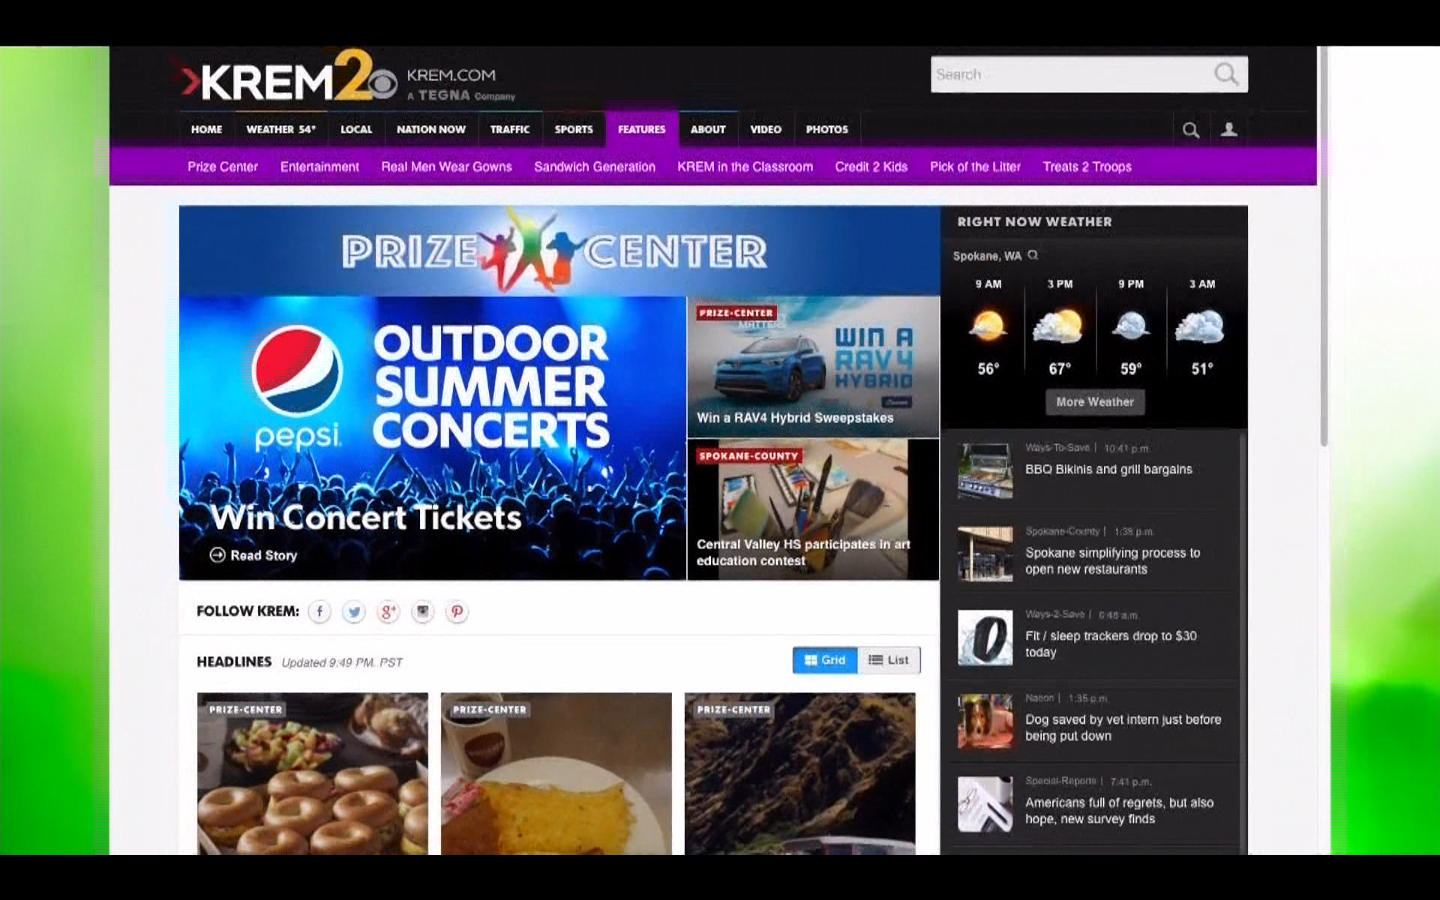 KREM2
KREM.COM
A TEGNA Company
Search
HOME
WEATHER 54°
LOCAL
NATION NOW
TRAFFIC
SPORTS
FEATURES
ABOUT
VIDEO
PHOTOS
Prize Center
Entertainment
Real Men Wear Gowns
Sandwich Generation
KREM in the Classroom
Credit 2 Kids
Pick of the Litter
Treats 2 Troops
PRIZE CENTER
pepsi
OUTDOOR
SUMMER
CONCERTS
Win Concert Tickets
Read Story
PRIZE-CENTER
MATTERS
WIN A
RAV4
HYBRID
Win a RAV4 Hybrid Sweepstakes
SPOKANE-COUNTY
Central Valley HS participates in art
education contest
RIGHT NOW WEATHER
Spokane, WA
9 AM
3 PM
9 PM
3 AM
56°
67°
59°
51°
More Weather
Ways-To-Save | 10:41 p.m.
BBQ Bikinis and grill bargains
Spokane-County | 1:38 p.m.
Spokane simplifying process to
open new restaurants
Ways-2-Save | 6:48 a.m.
Fit / sleep trackers drop to $30
today
Nation | 1:35 p.m.
Dog saved by vet intern just before
being put down
Special-Reports | 7:41 p.m.
Americans full of regrets, but also
hope, new survey finds
FOLLOW KREM:
HEADLINES Updated 9:49 PM. PST
Grid
List
PRIZE-CENTER
PRIZE-CENTER
PRIZE-CENTER